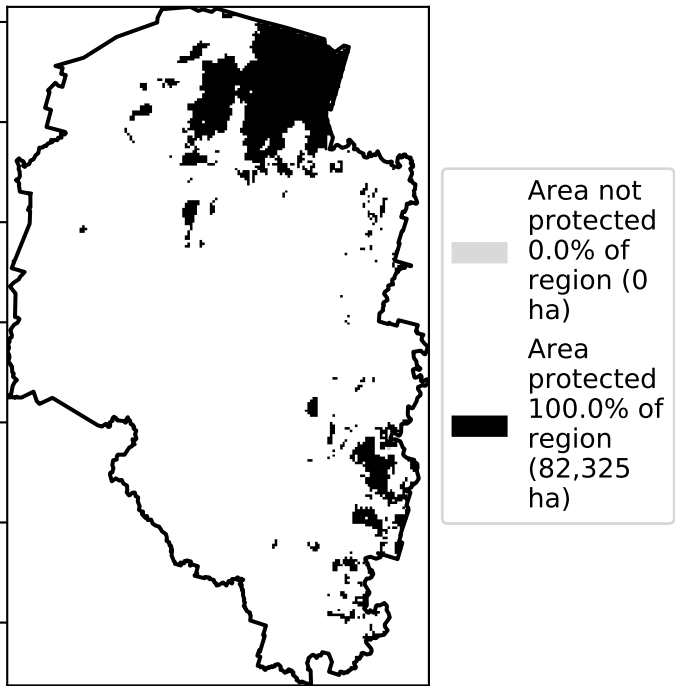 Area not
protected
0.0% of
region (0
ha)
Area
protected
100.0% of
region
(82,325
ha)